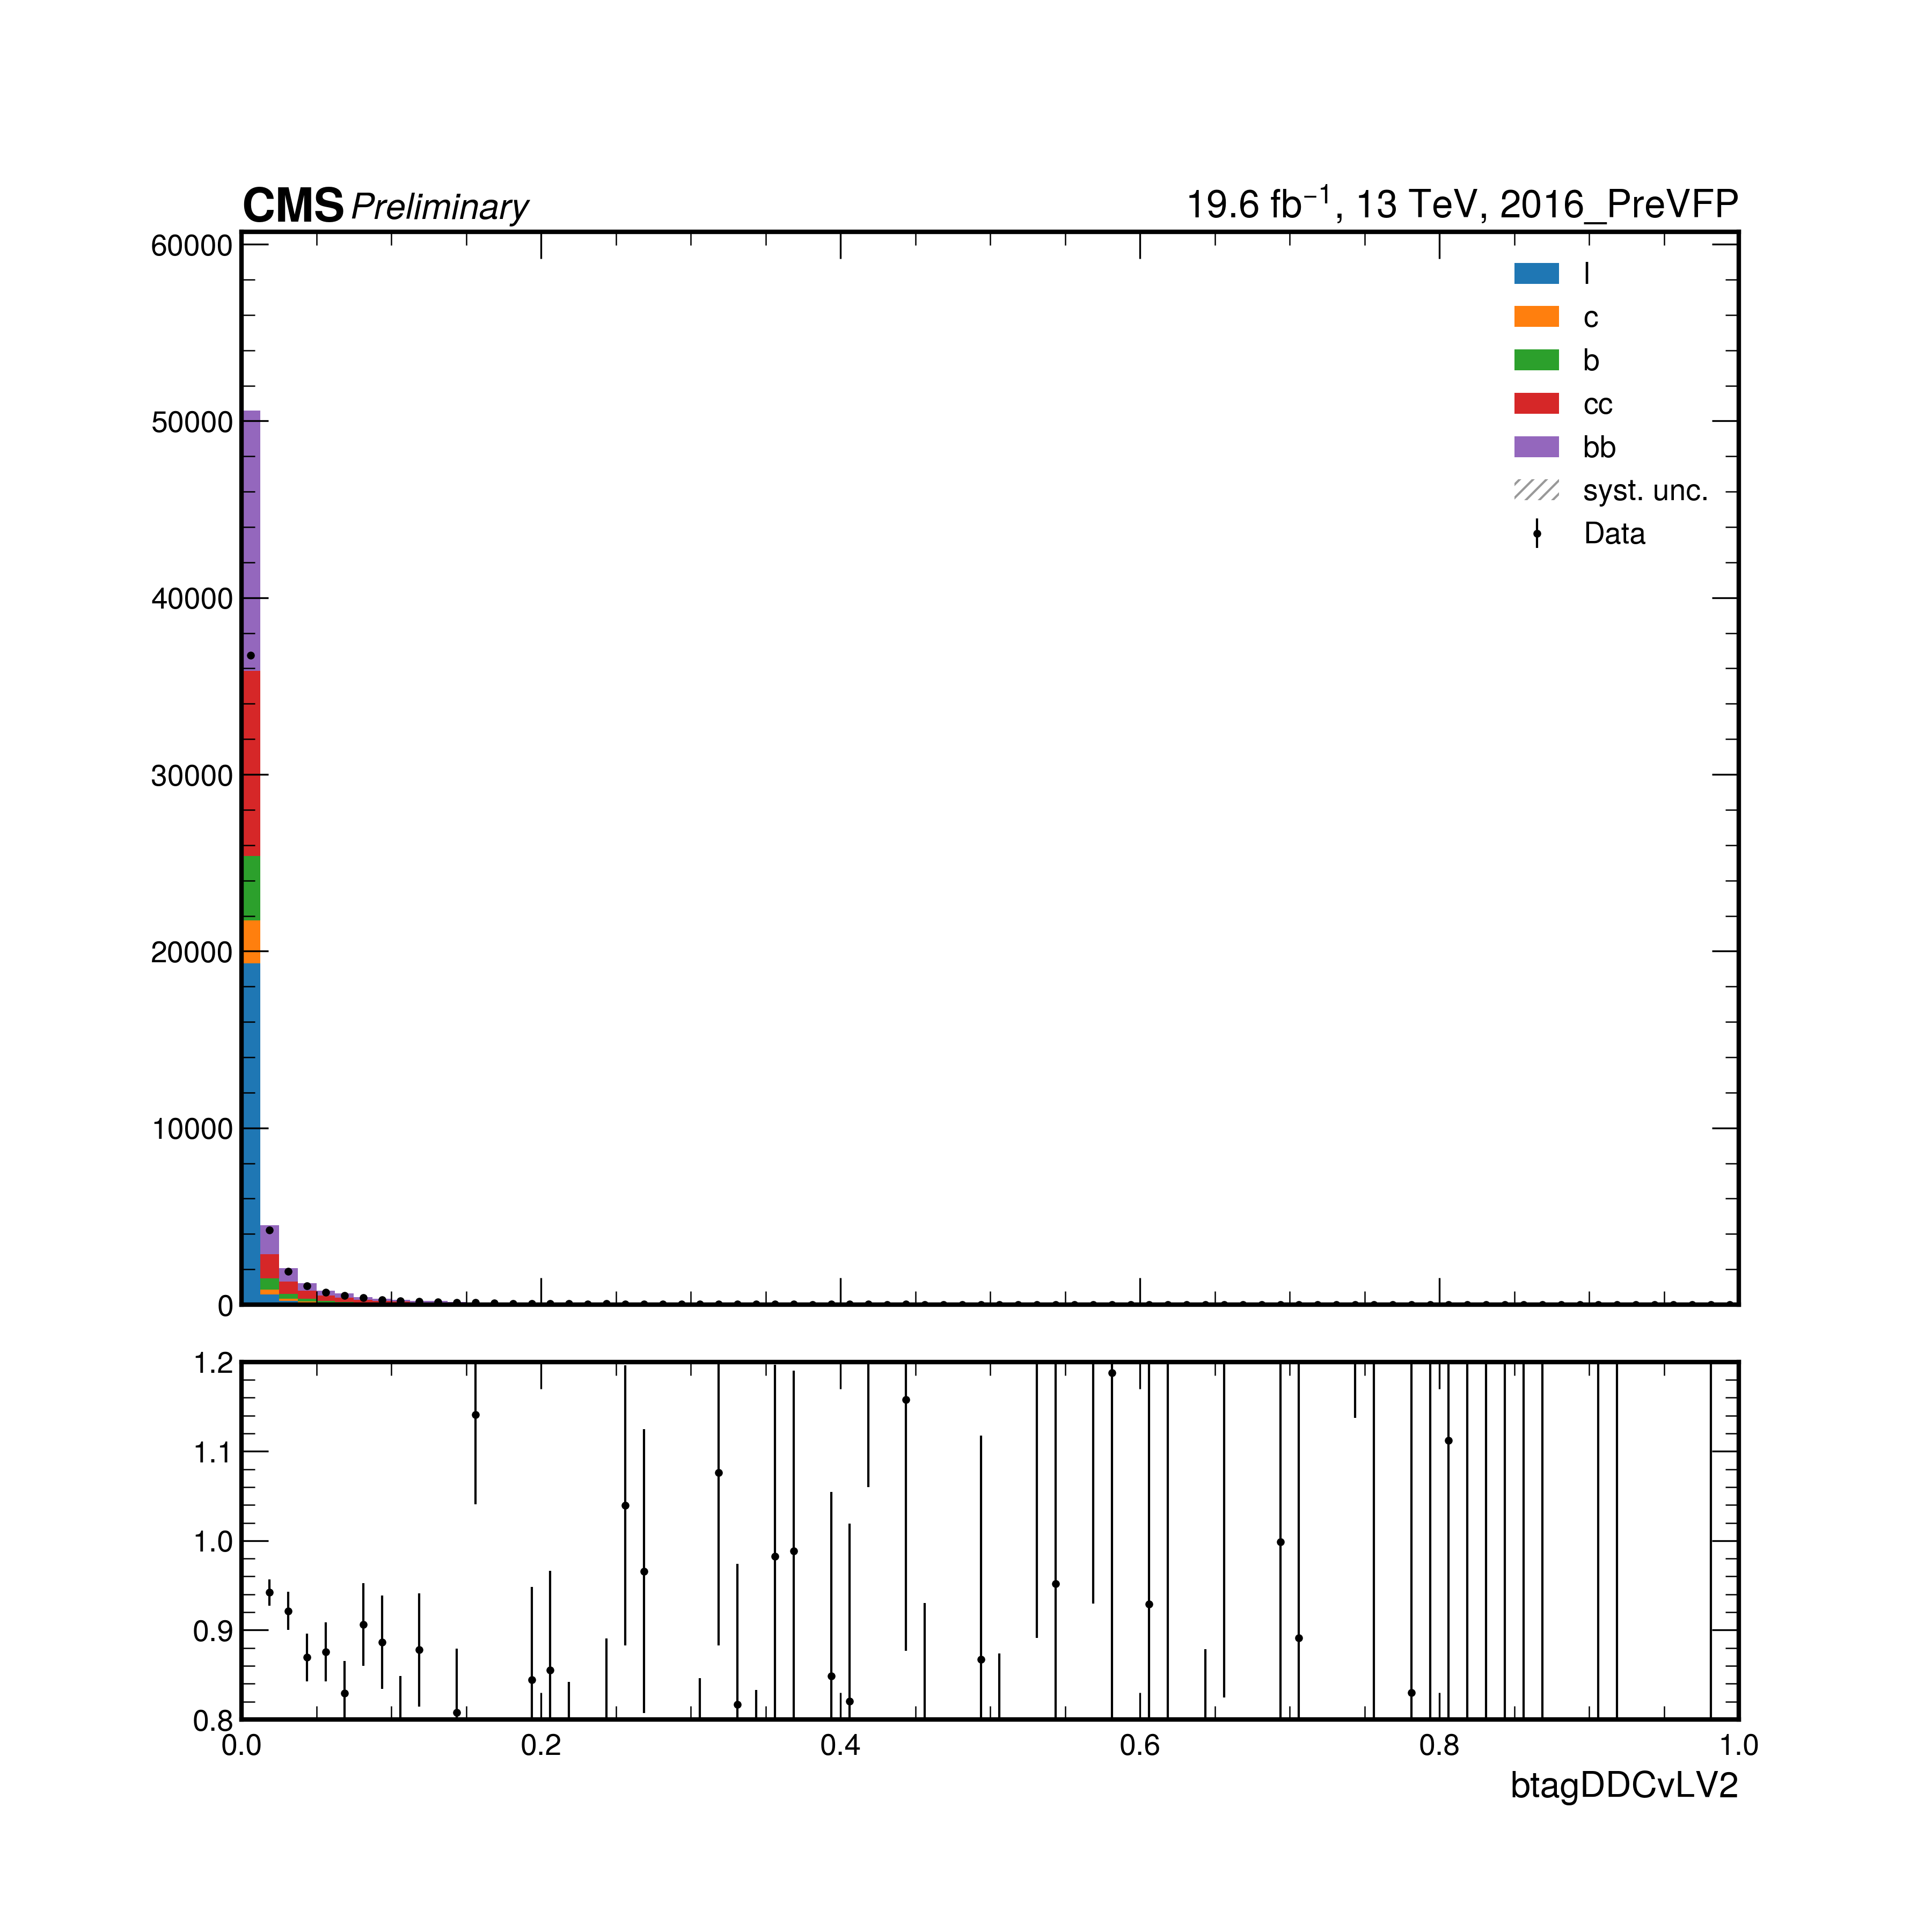 CMS Preliminary 19.6 fb⁻¹, 13 TeV, 2016_PreVFP
60000
50000
40000
30000
20000
10000
0
l
c
b
cc
bb
syst. unc.
Data
1.2
1.1
1.0
0.9
0.8
0.0 0.2 0.4 0.6 0.8 1.0
btagDDCvLV2